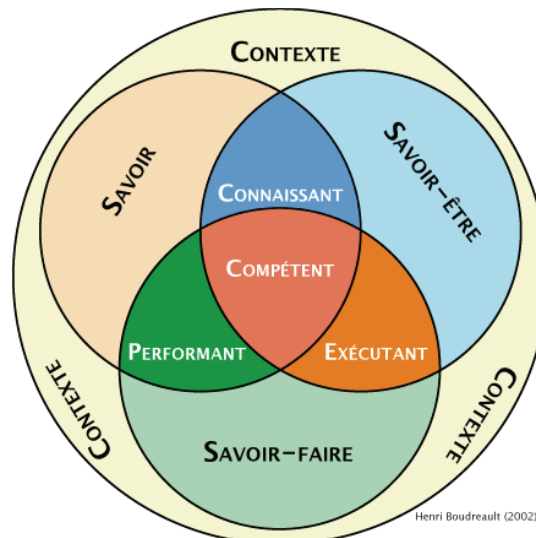 CONTEXTE
SAVOIR
SAVOIR-ÊTRE
CONNAISSANT
COMPÉTENT
PERFORMANT
EXÉCUTANT
CONTEXTE
CONTEXTE
SAVOIR-FAIRE
Henri Boudreault (2002)